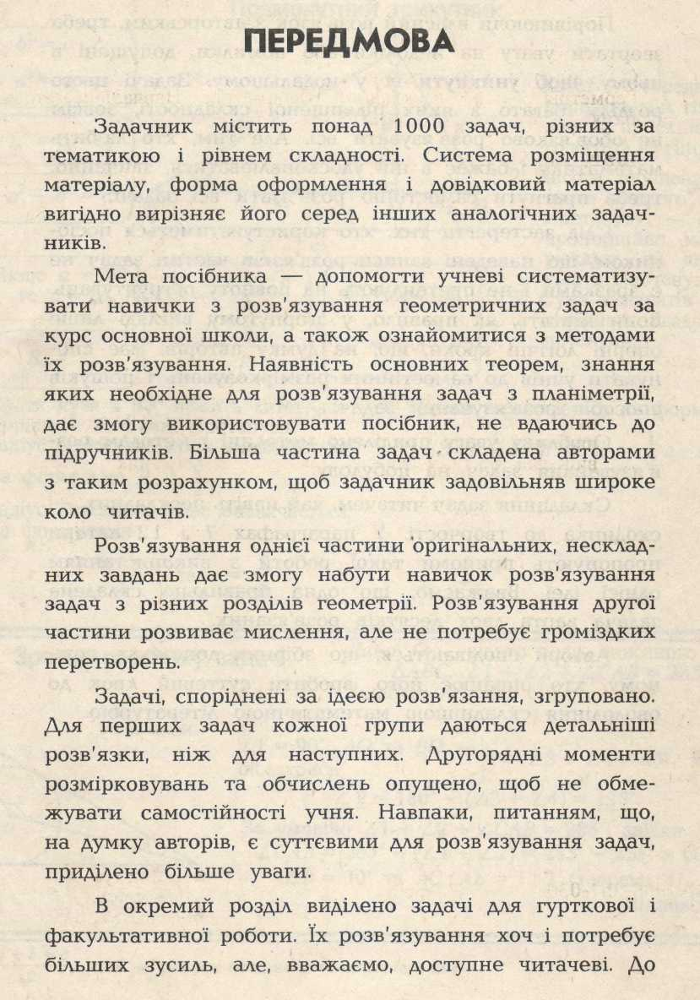 ПЕРЕДМОВА
Задачник містить понад 1000 задач, різних за
тематикою і рівнем складності. Система розміщення
матеріалу, форма оформлення і довідковий матеріал
вигідно вирізняє його серед інших аналогічних задач-
ників.
Мета посібника — допомогти учневі систематизу-
вати навички з розв'язування геометричних задач за
курс основної школи, а також ознайомитися з методами
їх розв'язування. Наявність основних теорем, знання
яких необхідне для розв'язування задач з планіметрії,
дає змогу використовувати посібник, не вдаючись до
підручників. Більша частина задач складена авторами
з таким розрахунком, щоб задачник задовільняв широке
коло читачів.
Розв'язування однієї частини оригінальних, несклад-
них завдань дає змогу набути навичок розв'язування
задач з різних розділів геометрії. Розв'язування другої
частини розвиває мислення, але не потребує громіздких
перетворень.
Задачі, споріднені за ідеєю розв'язання, згруповано.
Для перших задач кожної групи даються детальніші
розв'язки, ніж для наступних. Другорядні моменти
розмірковувань та обчислень опущено, щоб не обме-
жувати самостійності учня. Навпаки, питанням, що,
на думку авторів, є суттєвими для розв'язування задач,
приділено більше уваги.
В окремий розділ виділено задачі для гурткової і
факультативної роботи. Їх розв'язування хоч і потребує
більших зусиль, але, вважаємо, доступне читачеві. До